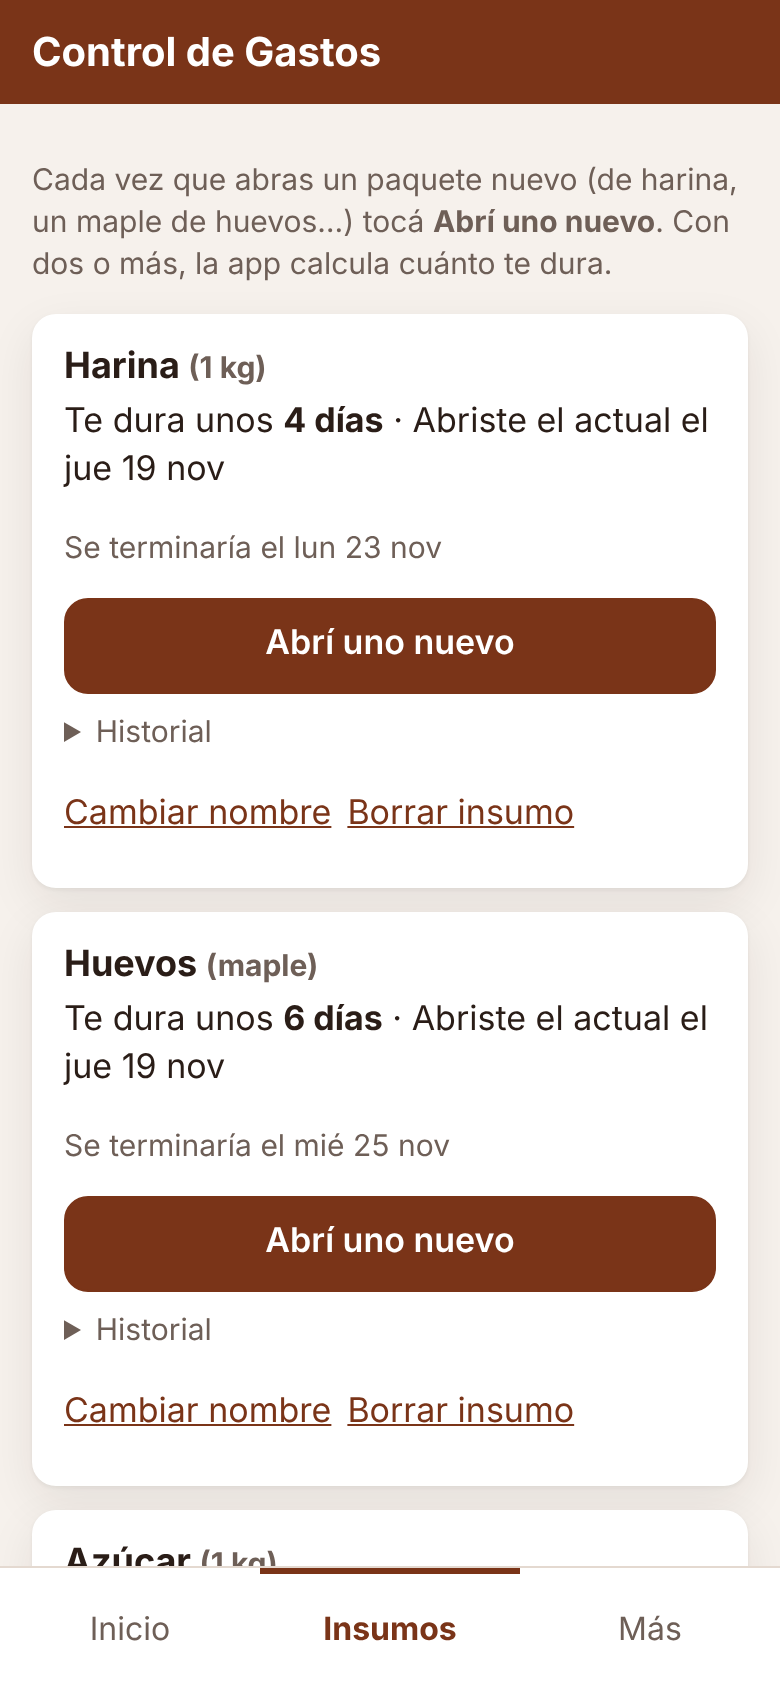 Control de Gastos
Cada vez que abras un paquete nuevo (de harina,
un maple de huevos...) tocá Abrí uno nuevo. Con
dos o más, la app calcula cuánto te dura.
Harina (1 kg)
Te dura unos 4 días · Abriste el actual el
jue 19 nov
Se terminaría el lun 23 nov
Abrí uno nuevo
▶ Historial
Cambiar nombre Borrar insumo
Huevos (maple)
Te dura unos 6 días · Abriste el actual el
jue 19 nov
Se terminaría el mié 25 nov
Abrí uno nuevo
▶ Historial
Cambiar nombre Borrar insumo
Azúcar (1 kg)
Inicio Insumos Más